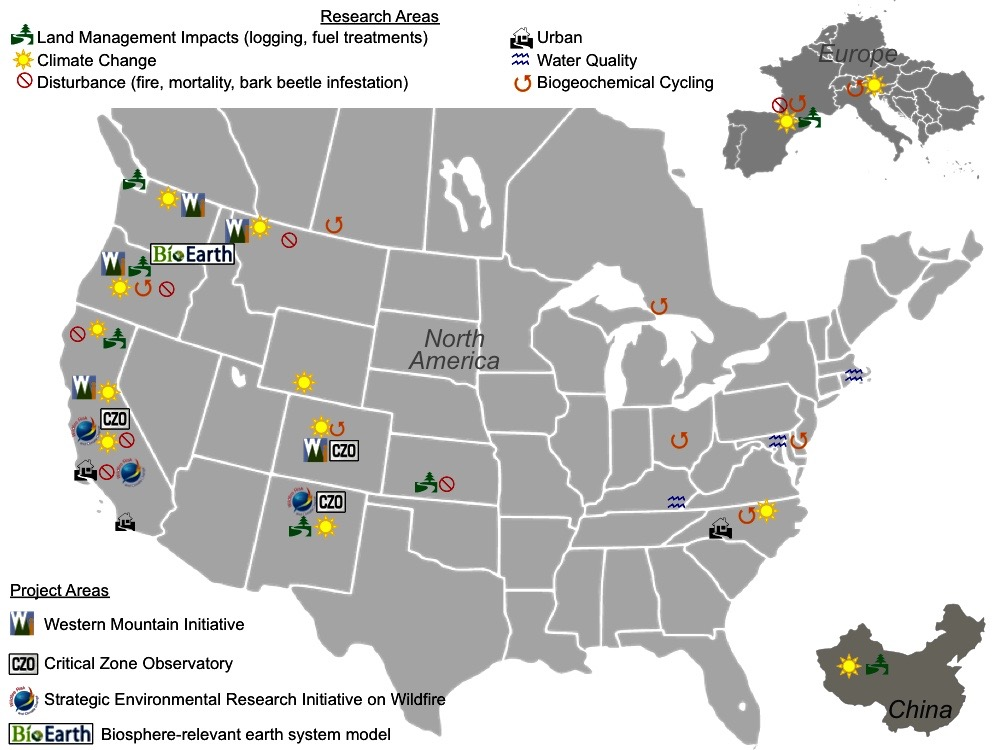 Research Areas
Land Management Impacts (logging, fuel treatments)
Climate Change
Disturbance (fire, mortality, bark beetle infestation)
Urban
Water Quality
Biogeochemical Cycling
Europe
W
W
BioEarth
W
North
America
W
CZO
W
CZO
CZO
Project Areas
W
Western Mountain Initiative
CZO
Critical Zone Observatory
Strategic Environmental Research Initiative on Wildfire
BioEarth
Biosphere-relevant earth system model
China